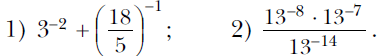 1) 3⁻² + (18/5)⁻¹ ; 2) 13⁻⁸ · 13⁻⁷ / 13⁻¹⁴ .